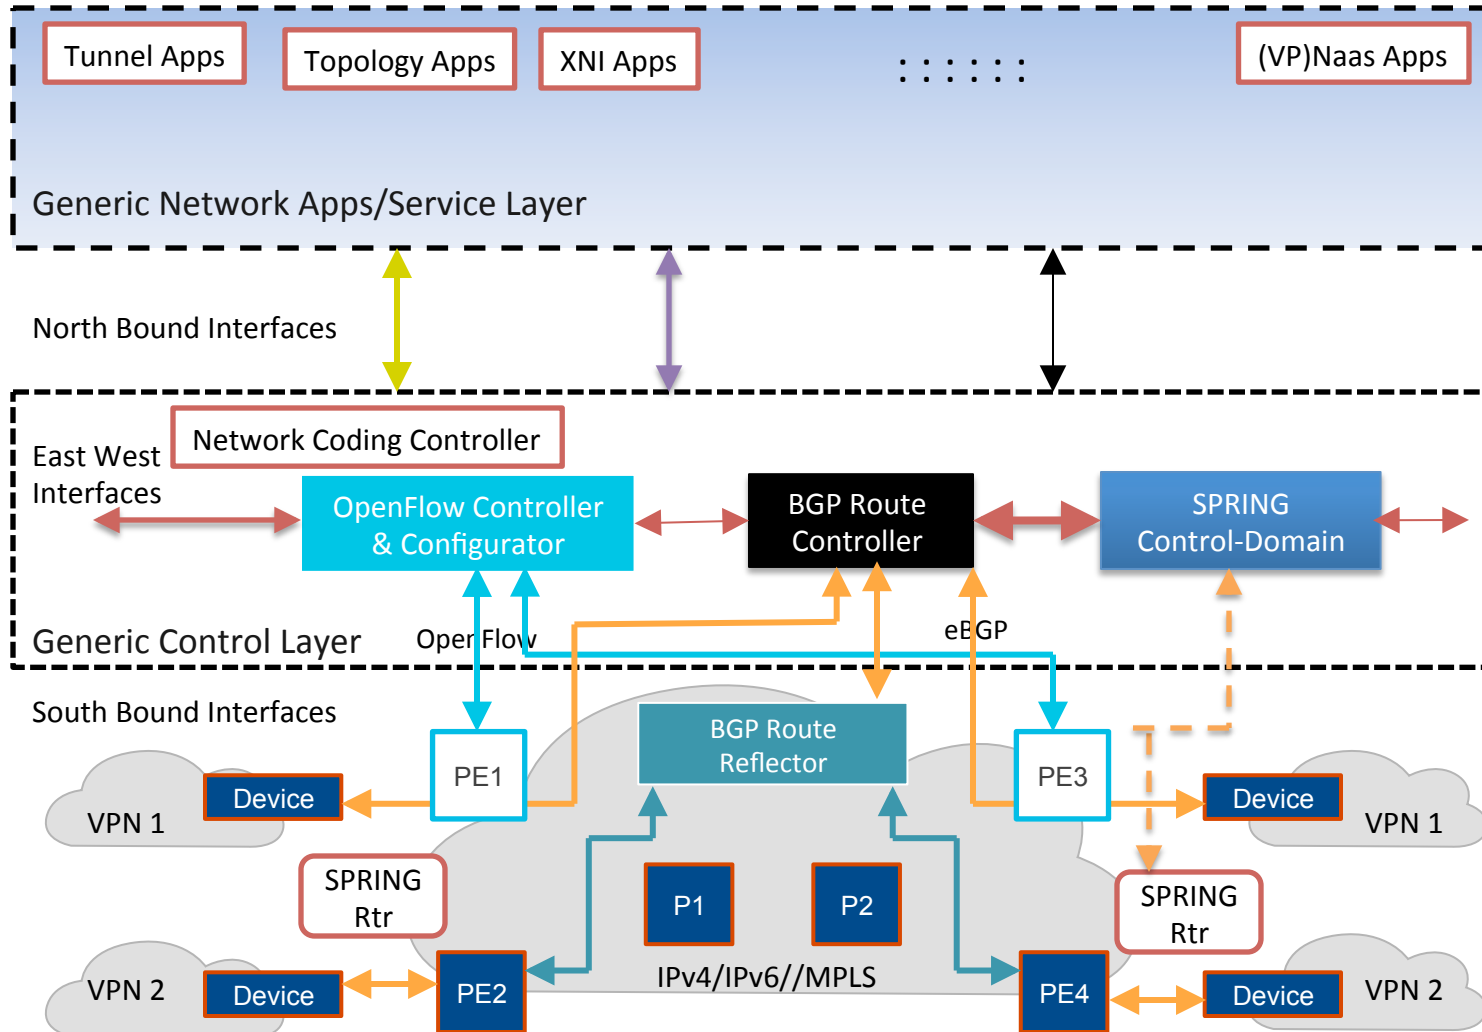 Tunnel Apps
Topology Apps
XNI Apps
: : : : : :
(VP)Naas Apps
Generic Network Apps/Service Layer
North Bound Interfaces
Network Coding Controller
East West
Interfaces
OpenFlow Controller
& Configurator
BGP Route
Controller
SPRING
Control-Domain
Generic Control Layer
OpenFlow
eBGP
South Bound Interfaces
BGP Route
Reflector
PE1
PE3
Device
VPN 1
Device
VPN 1
SPRING
Rtr
P1
P2
SPRING
Rtr
IPv4/IPv6//MPLS
VPN 2
Device
PE2
PE4
Device
VPN 2